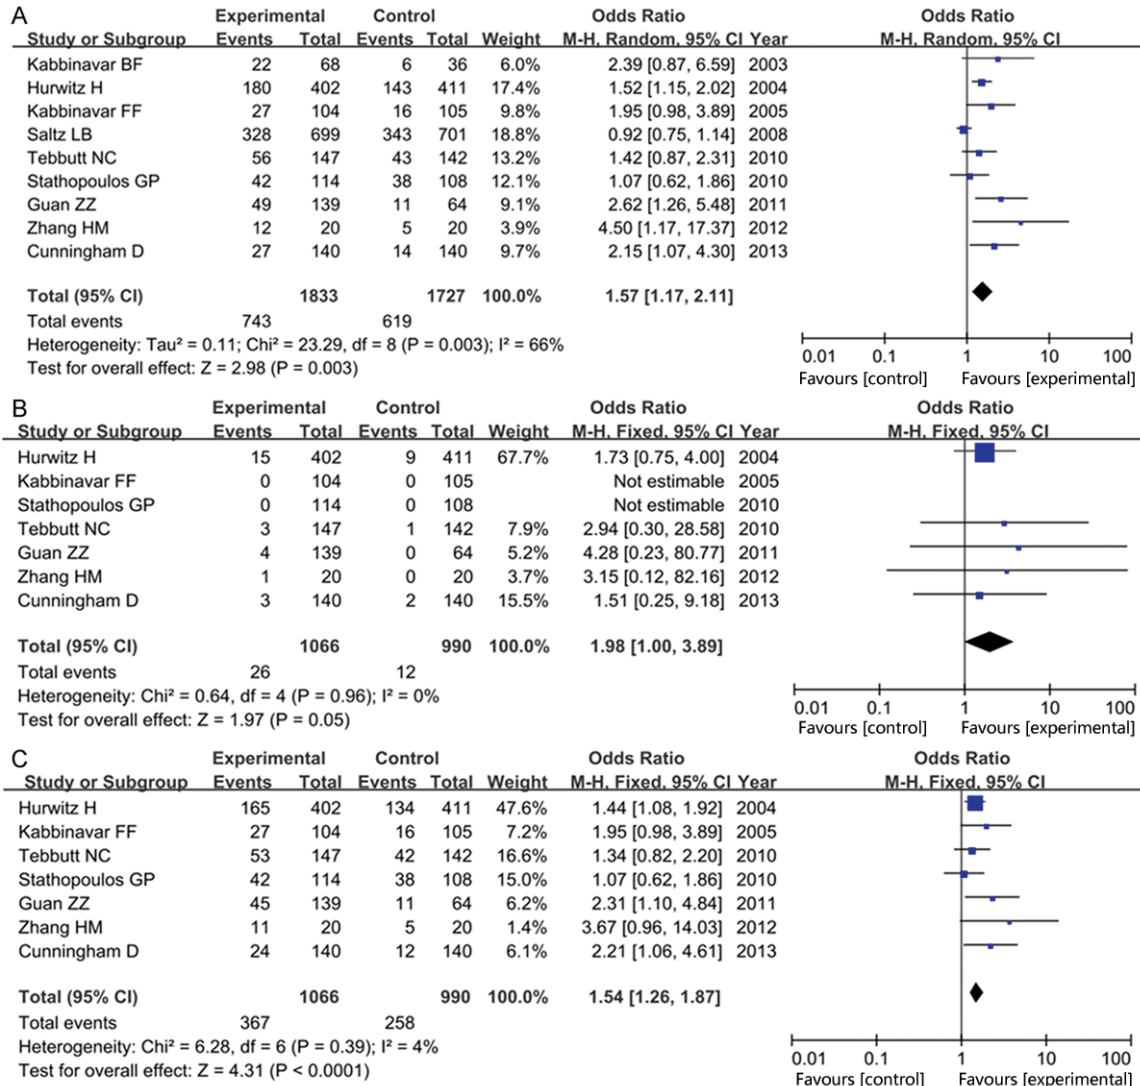 A
Experimental Control Odds Ratio Odds Ratio
Study or Subgroup Events Total Events Total Weight M-H, Random, 95% CI Year M-H, Random, 95% CI
Kabbinavar BF 22 68 6 36 6.0% 2.39 [0.87, 6.59] 2003
Hurwitz H 180 402 143 411 17.4% 1.52 [1.15, 2.02] 2004
Kabbinavar FF 27 104 16 105 9.8% 1.95 [0.98, 3.89] 2005
Saltz LB 328 699 343 701 18.8% 0.92 [0.75, 1.14] 2008
Tebbutt NC 56 147 43 142 13.2% 1.42 [0.87, 2.31] 2010
Stathopoulos GP 42 114 38 108 12.1% 1.07 [0.62, 1.86] 2010
Guan ZZ 49 139 11 64 9.1% 2.62 [1.26, 5.48] 2011
Zhang HM 12 20 5 20 3.9% 4.50 [1.17, 17.37] 2012
Cunningham D 27 140 14 140 9.7% 2.15 [1.07, 4.30] 2013
Total (95% CI) 1833 1727 100.0% 1.57 [1.17, 2.11]
Total events 743 619
Heterogeneity: Tau² = 0.11; Chi² = 23.29, df = 8 (P = 0.003); I² = 66%
Test for overall effect: Z = 2.98 (P = 0.003)
0.01 0.1 1 10 100
Favours [control] Favours [experimental]
B
Experimental Control Odds Ratio Odds Ratio
Study or Subgroup Events Total Events Total Weight M-H, Fixed, 95% CI Year M-H, Fixed, 95% CI
Hurwitz H 15 402 9 411 67.7% 1.73 [0.75, 4.00] 2004
Kabbinavar FF 0 104 0 105 Not estimable 2005
Stathopoulos GP 0 114 0 108 Not estimable 2010
Tebbutt NC 3 147 1 142 7.9% 2.94 [0.30, 28.58] 2010
Guan ZZ 4 139 0 64 5.2% 4.28 [0.23, 80.77] 2011
Zhang HM 1 20 0 20 3.7% 3.15 [0.12, 82.16] 2012
Cunningham D 3 140 2 140 15.5% 1.51 [0.25, 9.18] 2013
Total (95% CI) 1066 990 100.0% 1.98 [1.00, 3.89]
Total events 26 12
Heterogeneity: Chi² = 0.64, df = 4 (P = 0.96); I² = 0%
Test for overall effect: Z = 1.97 (P = 0.05)
0.01 0.1 1 10 100
Favours [control] Favours [experimental]
C
Experimental Control Odds Ratio Odds Ratio
Study or Subgroup Events Total Events Total Weight M-H, Fixed, 95% CI Year M-H, Fixed, 95% CI
Hurwitz H 165 402 134 411 47.6% 1.44 [1.08, 1.92] 2004
Kabbinavar FF 27 104 16 105 7.2% 1.95 [0.98, 3.89] 2005
Tebbutt NC 53 147 42 142 16.6% 1.34 [0.82, 2.20] 2010
Stathopoulos GP 42 114 38 108 15.0% 1.07 [0.62, 1.86] 2010
Guan ZZ 45 139 11 64 6.2% 2.31 [1.10, 4.84] 2011
Zhang HM 11 20 5 20 1.4% 3.67 [0.96, 14.03] 2012
Cunningham D 24 140 12 140 6.1% 2.21 [1.06, 4.61] 2013
Total (95% CI) 1066 990 100.0% 1.54 [1.26, 1.87]
Total events 367 258
Heterogeneity: Chi² = 6.28, df = 6 (P = 0.39); I² = 4%
Test for overall effect: Z = 4.31 (P < 0.0001)
0.01 0.1 1 10 100
Favours [control] Favours [experimental]